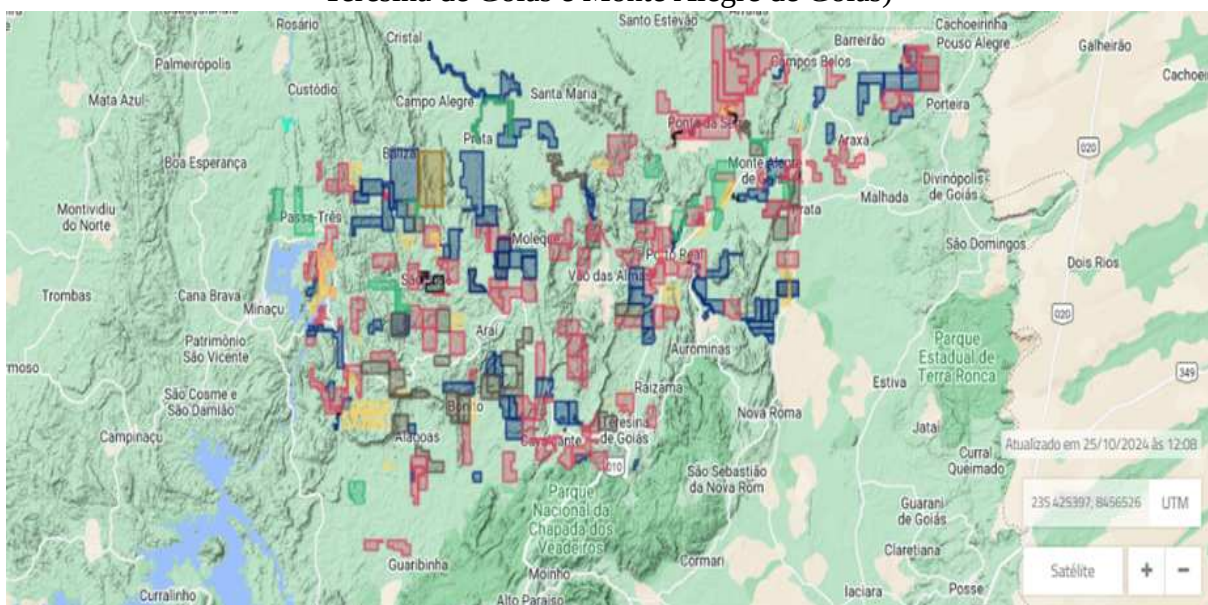 Teresina de Goiás e Monte Alegre de Goiás)
Rosário
Santo Estevão
Cachoeirinha
Cristal
Barreirão
Pouso Alegre
Galheirão
Palmeirópolis
Campos Belos
Custódio
Mata Azul
Campo Alegre
Santa Maria
Porteira
Ponta da Serra
Prata
Araxá
020
Boa Esperança
Monte Alegre
de Goiás
Divinópolis
de Goiás
Malhada
Prata
Montividiu
do Norte
Passa-Três
Moleque
São Domingos
Porto Real
Dois Rios
São José
Vão das Almas
Trombas
Cana Brava
Minaçu
020
Araí
Patrimônio
São Vicente
Parque
Estadual de
Terra Ronca
Aurominas
349
São Cosme e
São Damião
Raizama
Estiva
Bonito
Nova Roma
Teresina
de Goiás
Jatai
Campinaçu
Alagoas
Cavalcante
Atualizado em 25/10/2024 às 12:08
Curral
Queimado
010
São Sebastião
da Nova Rom
Parque
Nacional da
Chapada dos
Veadeiros
235 425397, 8456526
UTM
Guarani
de Goiás
Claretiana
Guaribinha
Cormari
Moinho
Satélite
+
−
Curralinho
Alto Paraíso
Iaciara
Posse